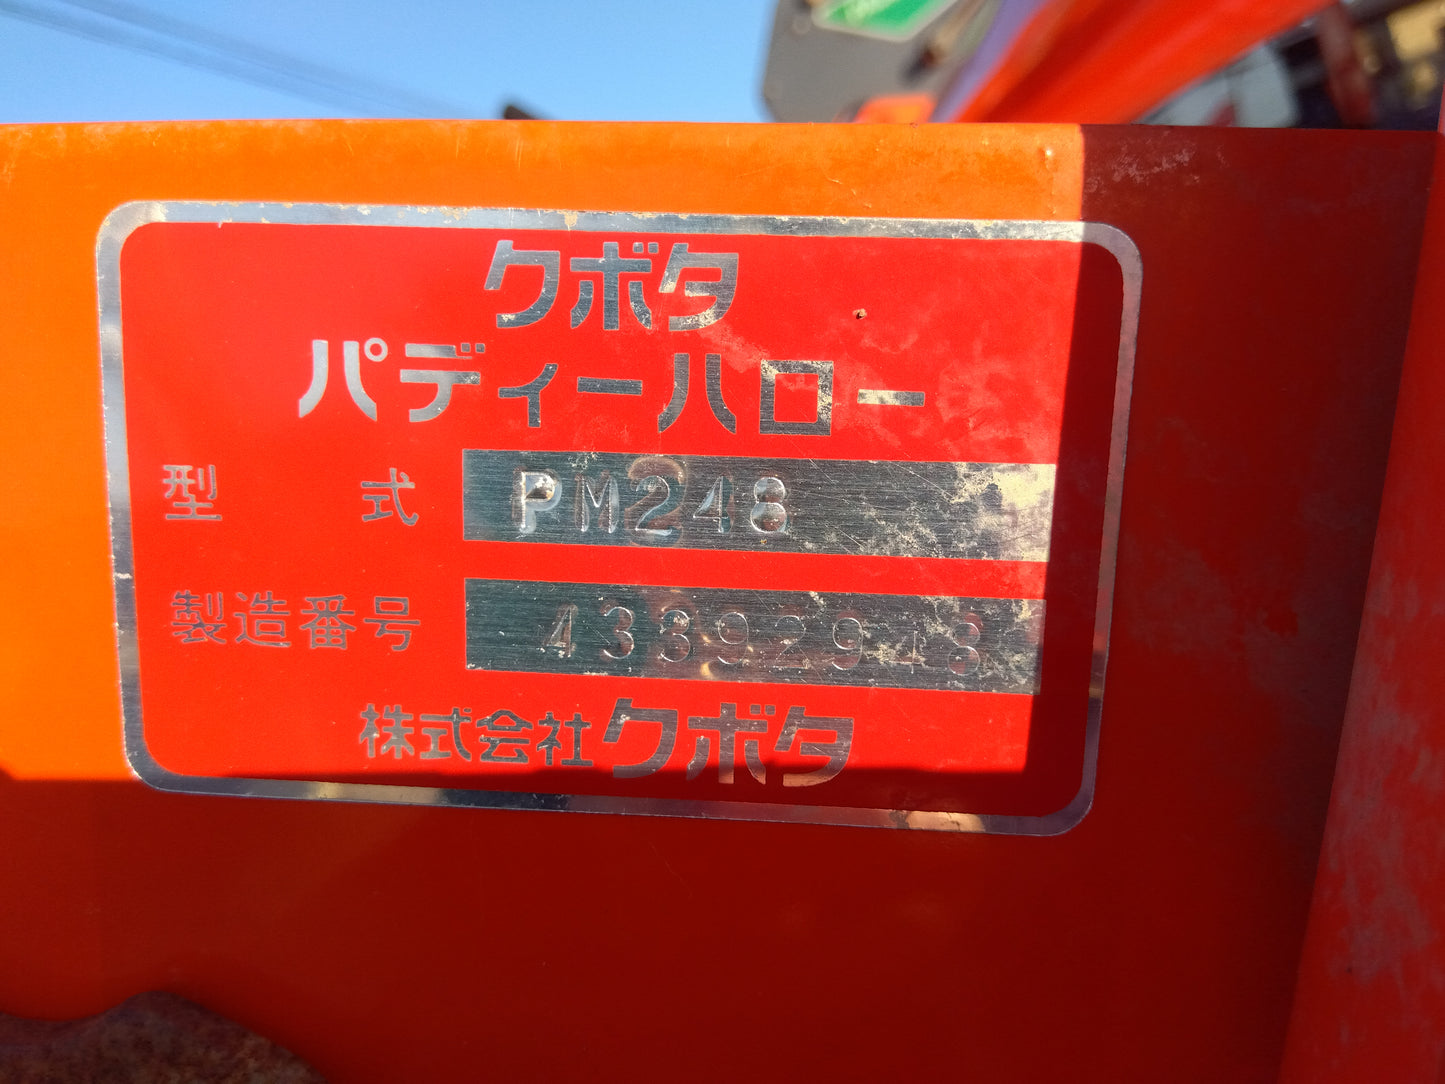 クボタ
パディーハロー
型式 PM248
製造番号 43392948
株式会社クボタ